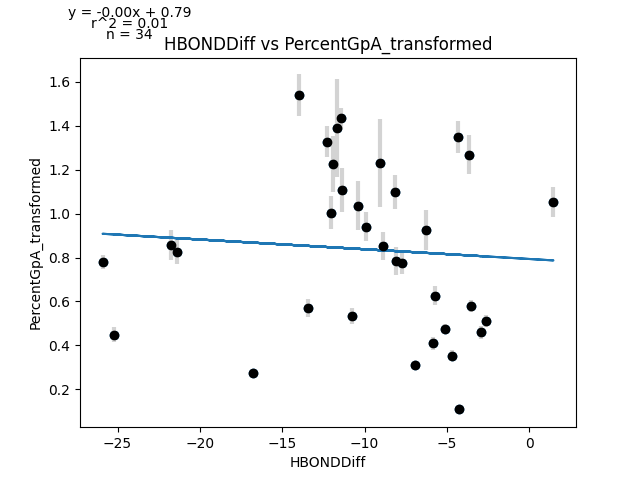 y = -0.00x + 0.79
r^2 = 0.01
n = 34
HBONDDiff vs PercentGpA_transformed
PercentGpA_transformed
1.6
1.4
1.2
1.0
0.8
0.6
0.4
0.2
−25
−20
−15
−10
−5
0
HBONDDiff